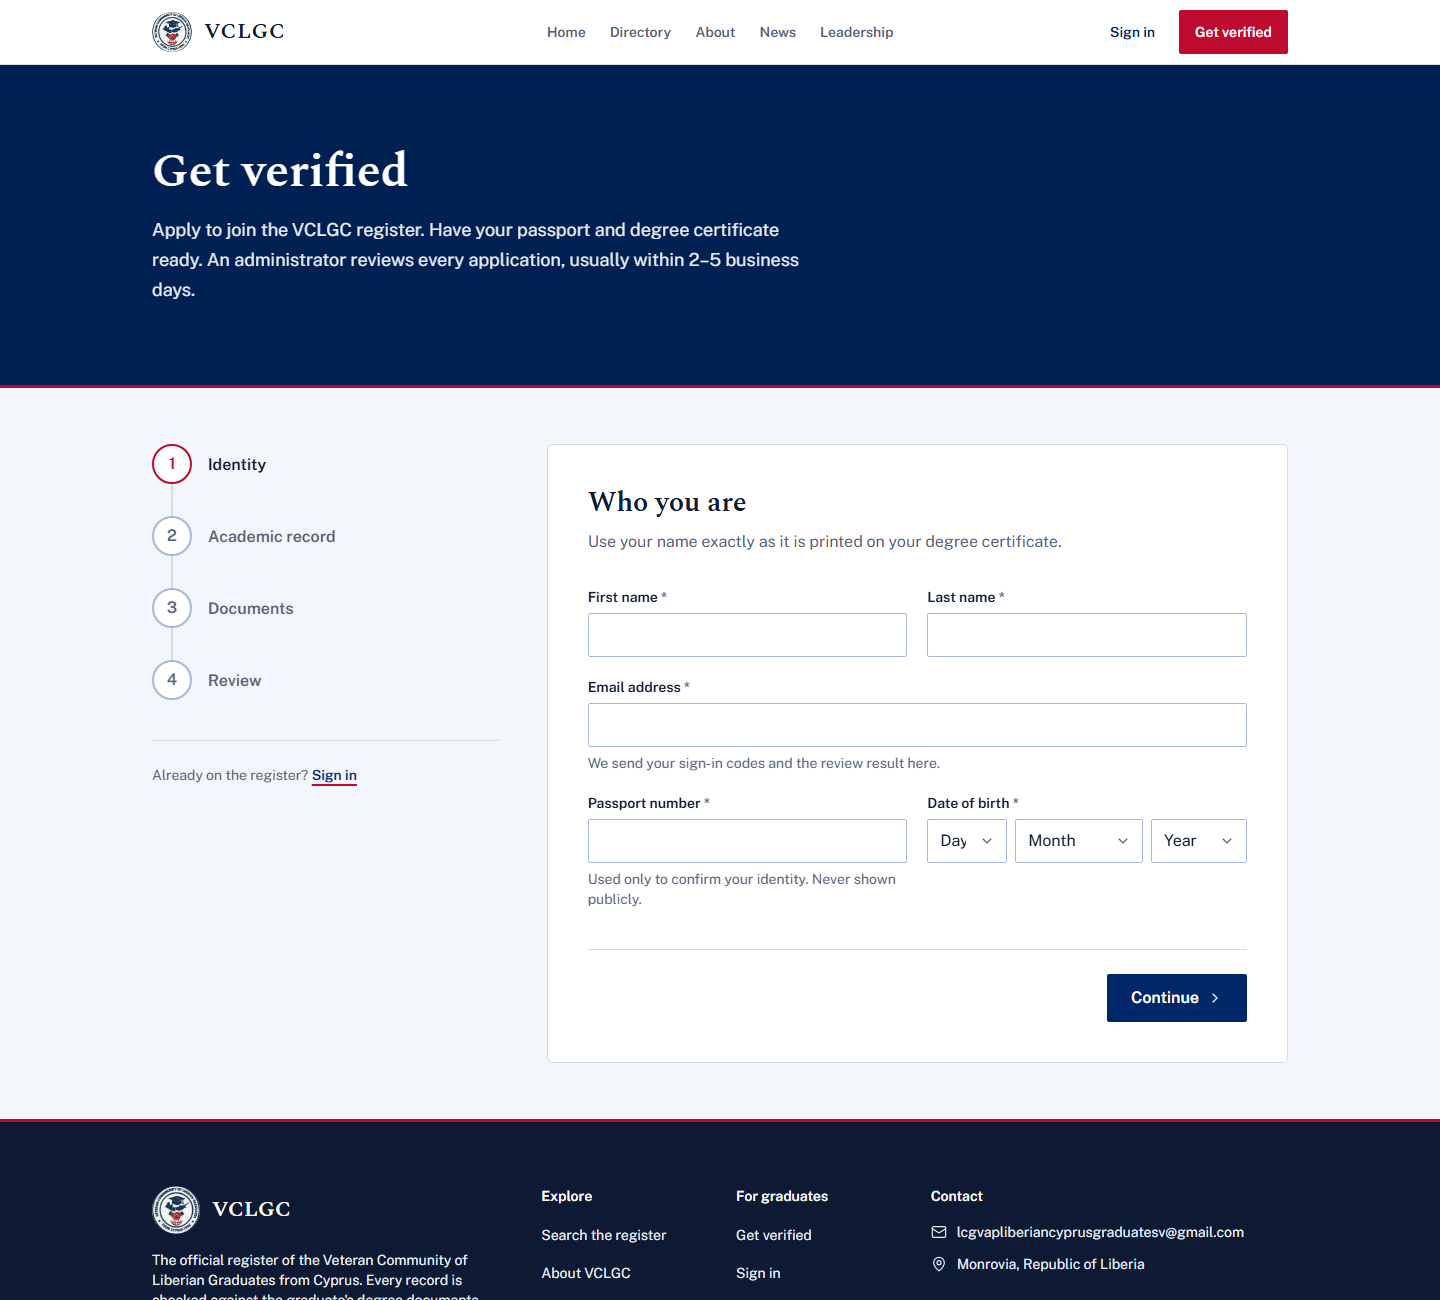 VCLGC
Home
Directory
About
News
Leadership
Sign in
Get verified
Get verified
Apply to join the VCLGC register. Have your passport and degree certificate
ready. An administrator reviews every application, usually within 2–5 business
days.
1
Identity
2
Academic record
3
Documents
4
Review
Already on the register? Sign in
Who you are
Use your name exactly as it is printed on your degree certificate.
First name *
Last name *
Email address *
We send your sign-in codes and the review result here.
Passport number *
Date of birth *
Day
Month
Year
Used only to confirm your identity. Never shown
publicly.
Continue
VCLGC
The official register of the Veteran Community of
Liberian Graduates from Cyprus. Every record is
checked against the graduate's degree documents
Explore
Search the register
About VCLGC
For graduates
Get verified
Sign in
Contact
lcgvapliberiancyprusgraduatesv@gmail.com
Monrovia, Republic of Liberia